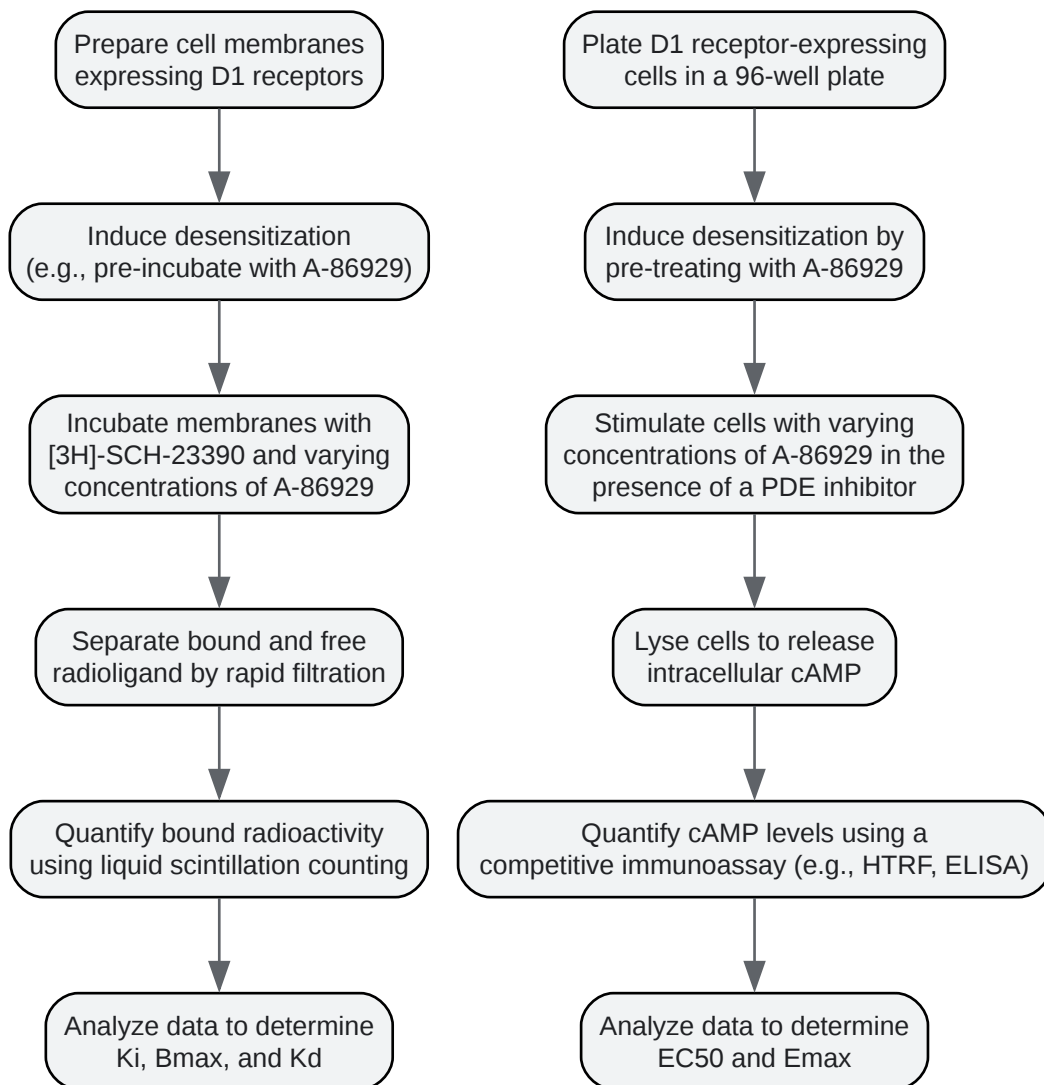 Prepare cell membranes
expressing D1 receptors
Induce desensitization
(e.g., pre-incubate with A-86929)
Incubate membranes with
[3H]-SCH-23390 and varying
concentrations of A-86929
Separate bound and free
radioligand by rapid filtration
Quantify bound radioactivity
using liquid scintillation counting
Analyze data to determine
Ki, Bmax, and Kd
Plate D1 receptor-expressing
cells in a 96-well plate
Induce desensitization by
pre-treating with A-86929
Stimulate cells with varying
concentrations of A-86929 in the
presence of a PDE inhibitor
Lyse cells to release
intracellular cAMP
Quantify cAMP levels using a
competitive immunoassay (e.g., HTRF, ELISA)
Analyze data to determine
EC50 and Emax